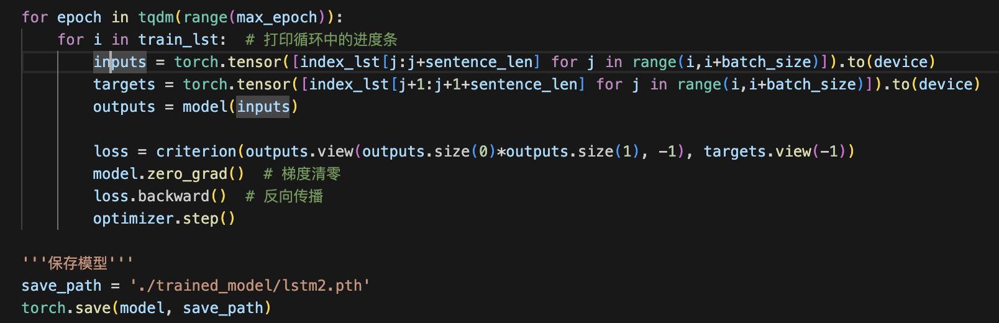 for epoch in tqdm(range(max_epoch)):
    for i in train_lst:  # 打印循环中的进度条
        inputs = torch.tensor([index_lst[j:j+sentence_len] for j in range(i,i+batch_size)]).to(device)
        targets = torch.tensor([index_lst[j+1:j+1+sentence_len] for j in range(i,i+batch_size)]).to(device)
        outputs = model(inputs)

        loss = criterion(outputs.view(outputs.size(0)*outputs.size(1), -1), targets.view(-1))
        model.zero_grad()  # 梯度清零
        loss.backward()  # 反向传播
        optimizer.step()

'''保存模型'''
save_path = './trained_model/lstm2.pth'
torch.save(model, save_path)